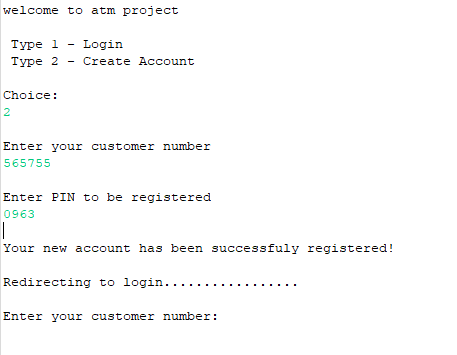 welcome to atm project
Type 1 - Login
Type 2 - Create Account
Choice:
2
Enter your customer number
565755
Enter PIN to be registered
0963
Your new account has been successfuly registered!
Redirecting to login.................
Enter your customer number: